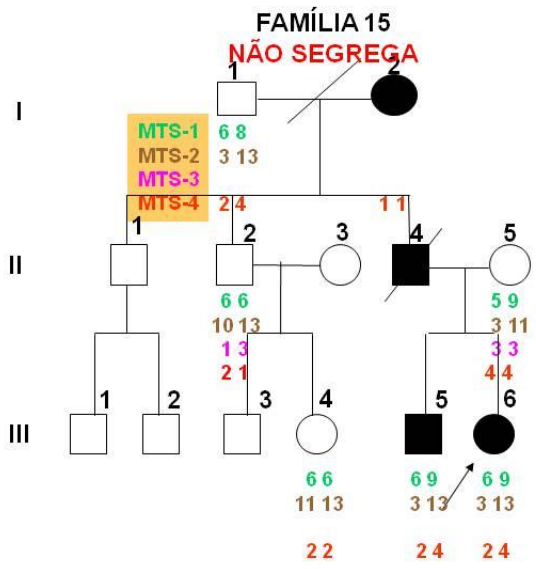 FAMÍLIA 15
NÃO SEGREGA
1 2
I
MTS-1 6 8
MTS-2 3 13
MTS-3
MTS-4 2 4 1 1
1 2 3 4 5
II
6 6 5 9
10 13 3 11
1 3 3 3
2 1 4 4
1 2 3 4 5 6
III
6 6 6 9 6 9
11 13 3 13 3 13
2 2 2 4 2 4